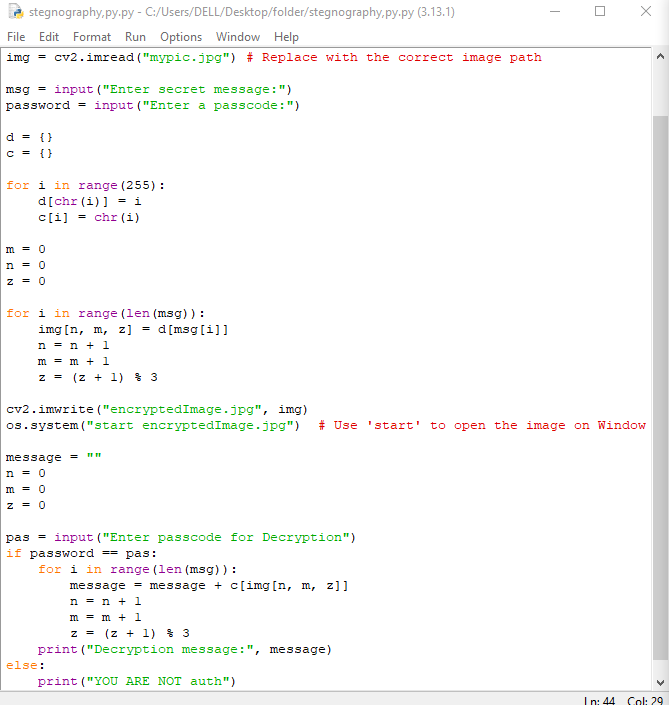 stegnography,py.py - C:/Users/DELL/Desktop/folder/stegnography,py.py (3.13.1)
File Edit Format Run Options Window Help
img = cv2.imread("mypic.jpg") # Replace with the correct image path
msg = input("Enter secret message:")
password = input("Enter a passcode:")
d = {}
c = {}
for i in range(255):
    d[chr(i)] = i
    c[i] = chr(i)
m = 0
n = 0
z = 0
for i in range(len(msg)):
    img[n, m, z] = d[msg[i]]
    n = n + 1
    m = m + 1
    z = (z + 1) % 3
cv2.imwrite("encryptedImage.jpg", img)
os.system("start encryptedImage.jpg")  # Use 'start' to open the image on Window
message = ""
n = 0
m = 0
z = 0
pas = input("Enter passcode for Decryption")
if password == pas:
    for i in range(len(msg)):
        message = message + c[img[n, m, z]]
        n = n + 1
        m = m + 1
        z = (z + 1) % 3
    print("Decryption message:", message)
else:
    print("YOU ARE NOT auth")
Ln: 44 Col: 29